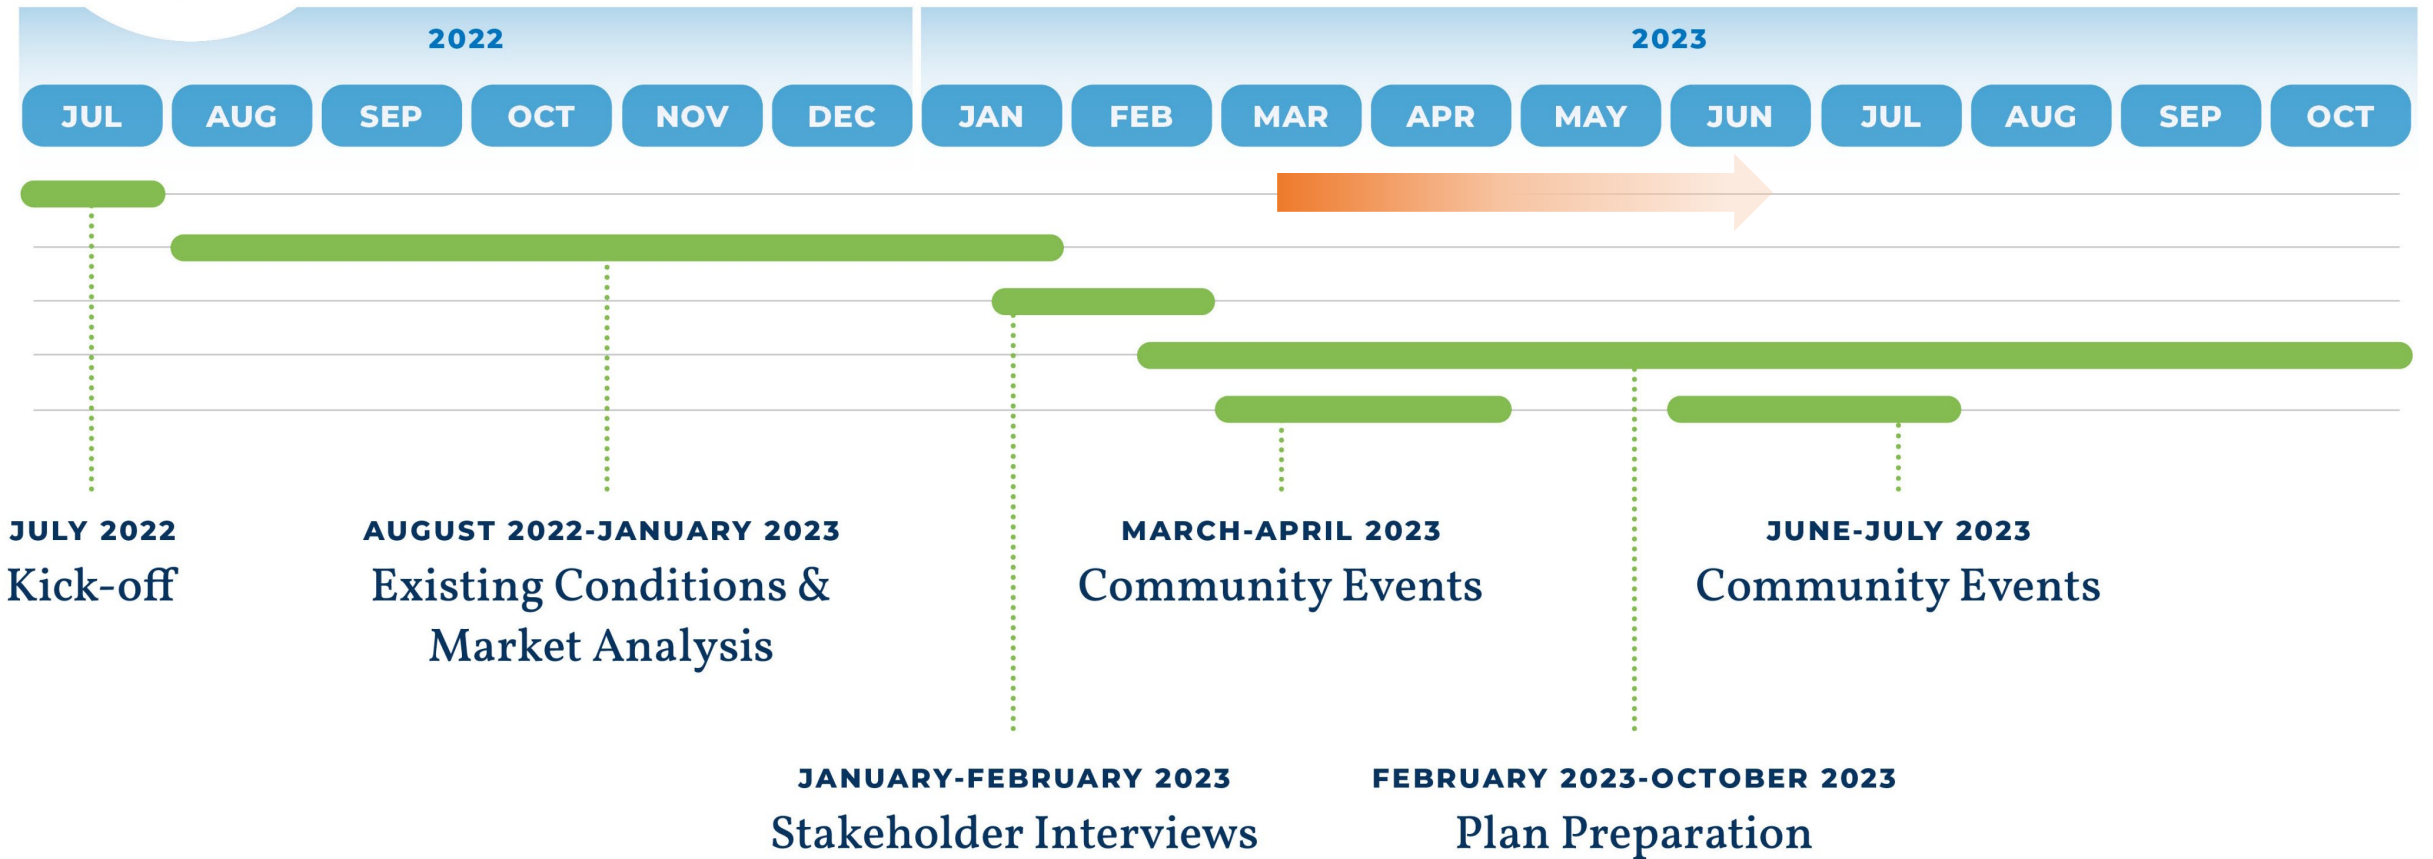 2022
2023
JUL AUG SEP OCT NOV DEC JAN FEB MAR APR MAY JUN JUL AUG SEP OCT
JULY 2022
Kick-off
AUGUST 2022-JANUARY 2023
Existing Conditions &
Market Analysis
MARCH-APRIL 2023
Community Events
JUNE-JULY 2023
Community Events
JANUARY-FEBRUARY 2023
Stakeholder Interviews
FEBRUARY 2023-OCTOBER 2023
Plan Preparation